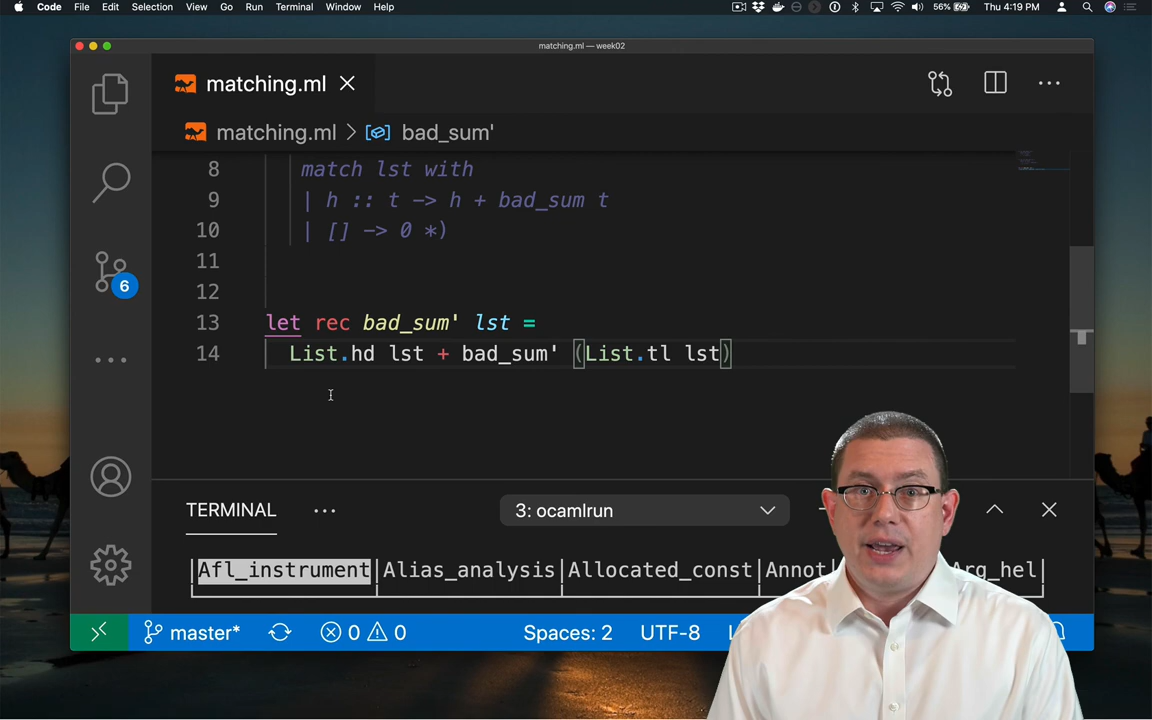 Code File Edit Selection View Go Run Terminal Window Help 56% Thu 4:19 PM
matching.ml — week02
matching.ml
matching.ml > bad_sum'
8 match lst with
9 | h :: t -> h + bad_sum t
10 | [] -> 0 *)
11
12
13 let rec bad_sum' lst =
14 List.hd lst + bad_sum' (List.tl lst)
6
TERMINAL ... 3: ocamlrun
|Afl_instrument|Alias_analysis|Allocated_const|Annot
rg_hel|
master* 0 0 Spaces: 2 UTF-8